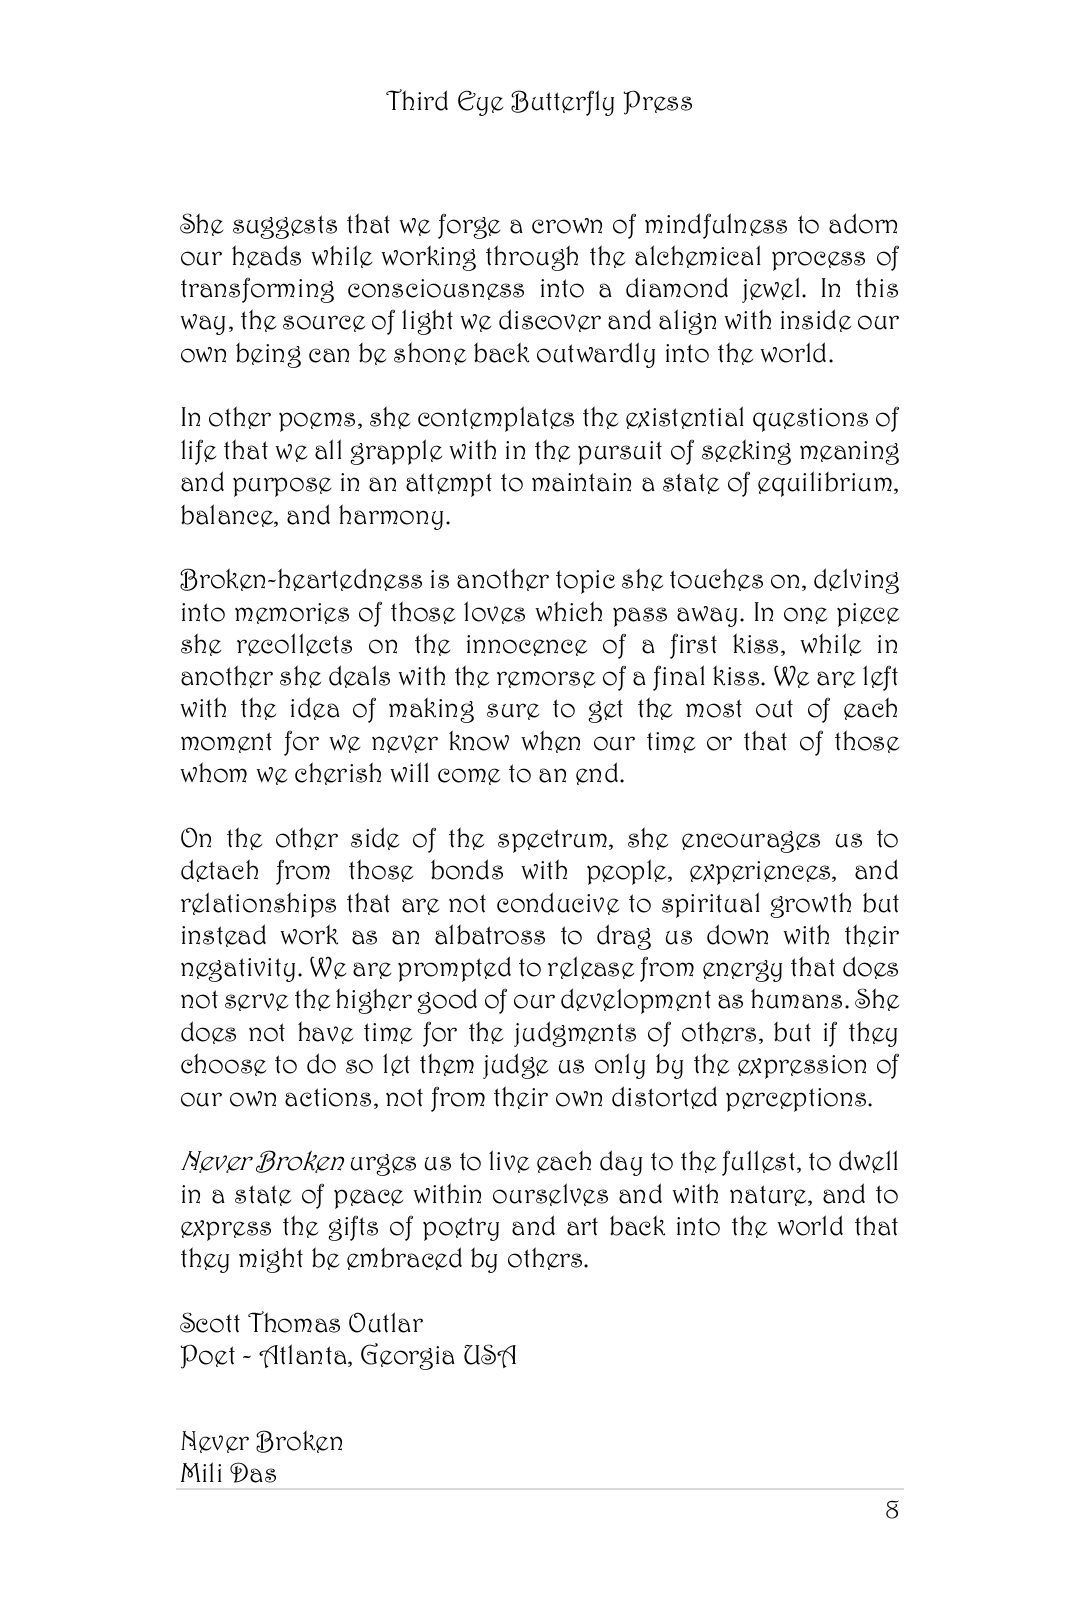 Third Eye Butterfly Press
She suggests that we forge a crown of mindfulness to adorn
our heads while working through the alchemical process of
transforming consciousness into a diamond jewel. In this
way, the source of light we discover and align with inside our
own being can be shone back outwardly into the world.
In other poems, she contemplates the existential questions of
life that we all grapple with in the pursuit of seeking meaning
and purpose in an attempt to maintain a state of equilibrium,
balance, and harmony.
Broken-heartedness is another topic she touches on, delving
into memories of those loves which pass away. In one piece
she recollects on the innocence of a first kiss, while in
another she deals with the remorse of a final kiss. We are left
with the idea of making sure to get the most out of each
moment for we never know when our time or that of those
whom we cherish will come to an end.
On the other side of the spectrum, she encourages us to
detach from those bonds with people, experiences, and
relationships that are not conducive to spiritual growth but
instead work as an albatross to drag us down with their
negativity. We are prompted to release from energy that does
not serve the higher good of our development as humans. She
does not have time for the judgments of others, but if they
choose to do so let them judge us only by the expression of
our own actions, not from their own distorted perceptions.
Never Broken urges us to live each day to the fullest, to dwell
in a state of peace within ourselves and with nature, and to
express the gifts of poetry and art back into the world that
they might be embraced by others.
Scott Thomas Outlar
Poet - Atlanta, Georgia USA
Never Broken
Mili Das
8